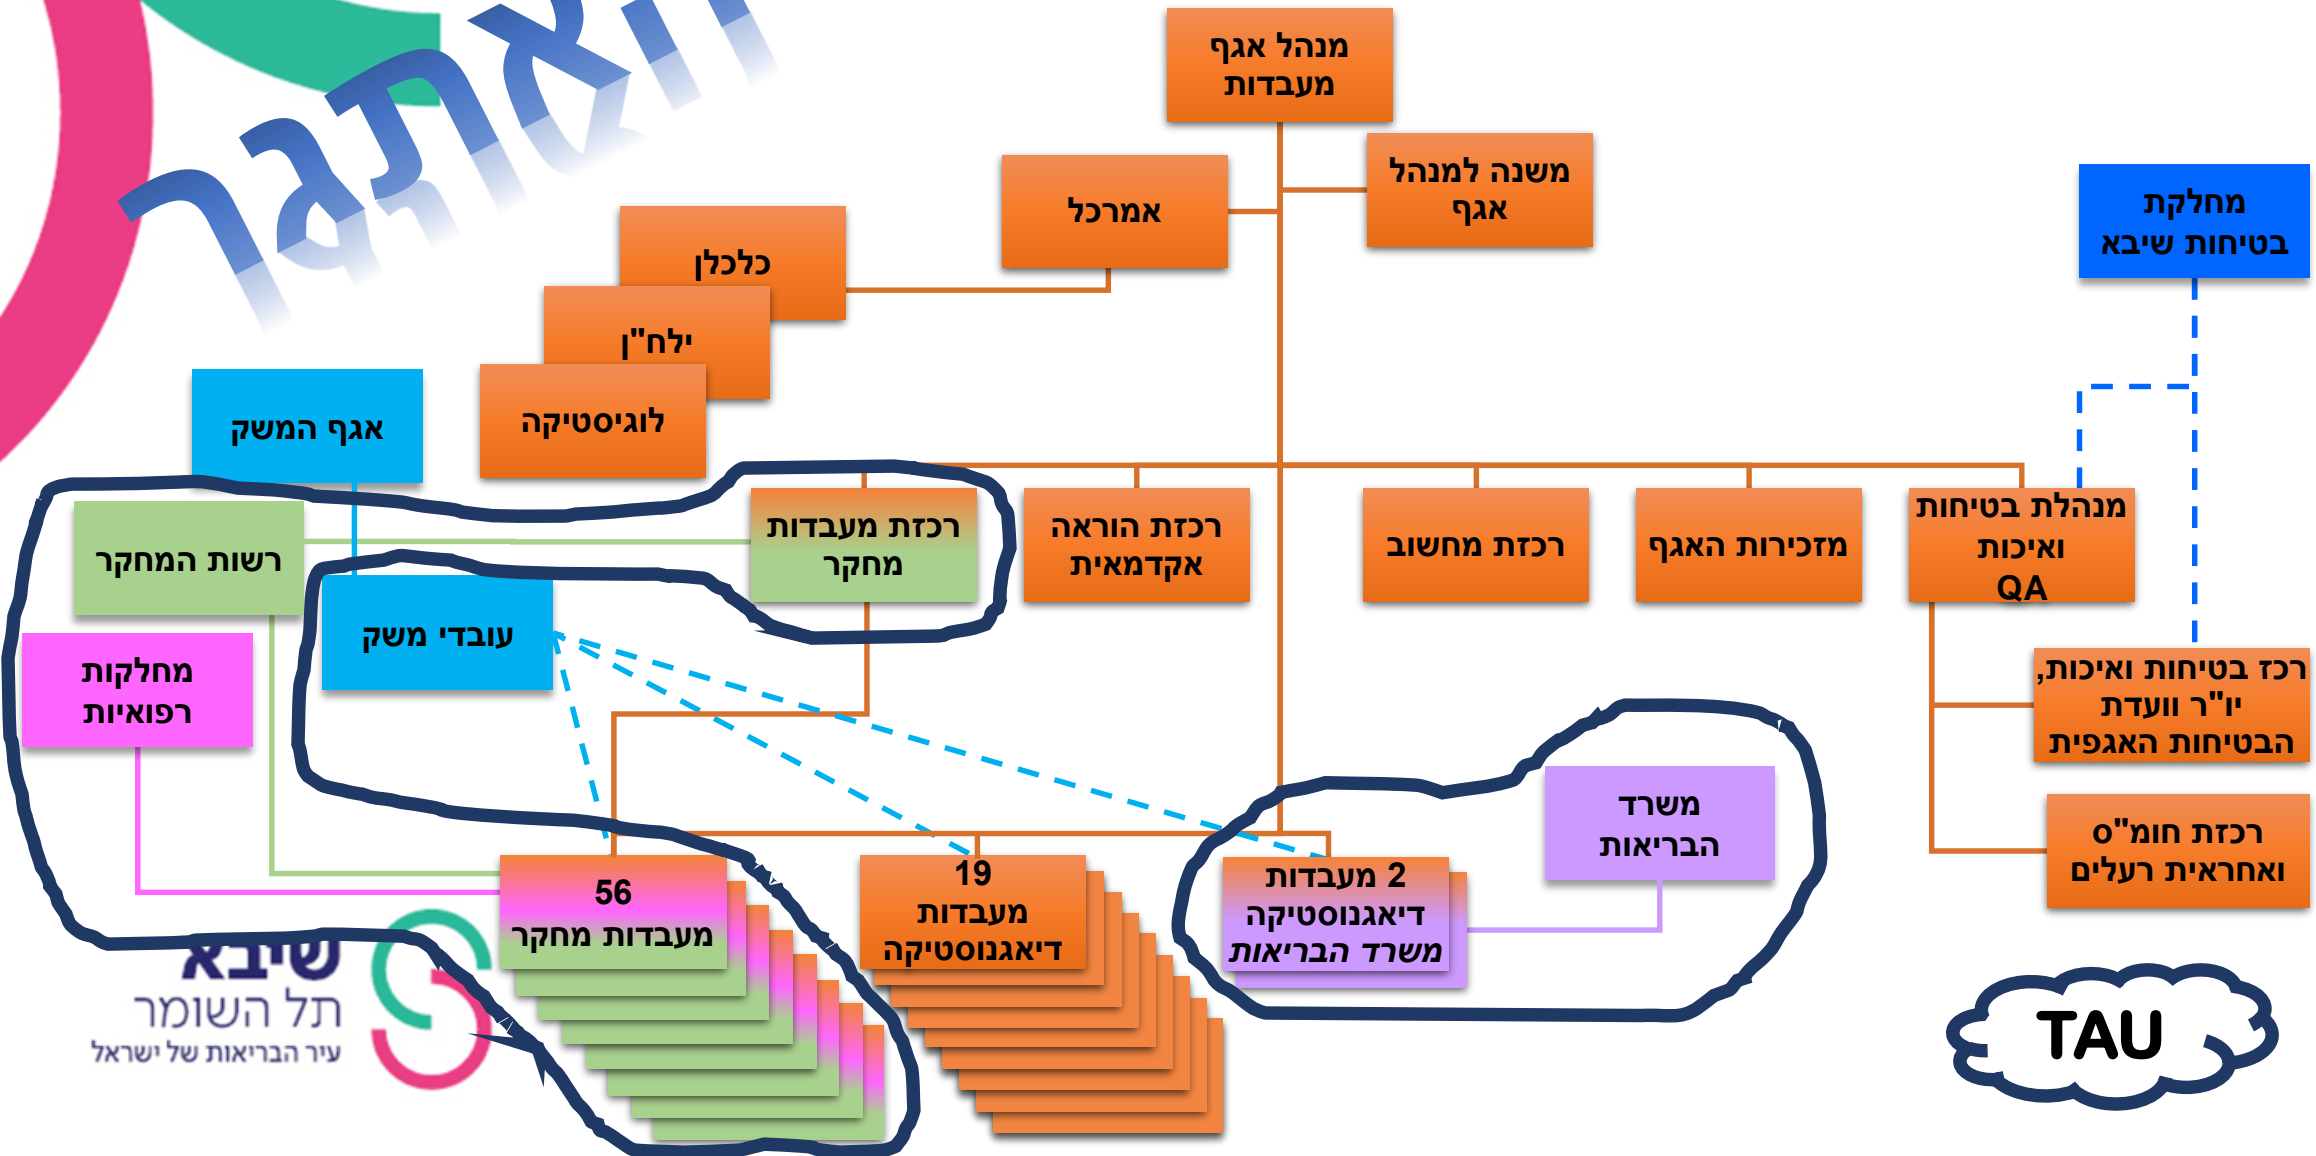 האתגר
מנהל אגף
מעבדות
משנה למנהל
אגף
אמרכל
מחלקת
בטיחות שיבא
כלכלן
ילח"ן
לוגיסטיקה
אגף המשק
מנהלת בטיחות
ואיכות
QA
מזכירות האגף
רכזת מחשוב
רכזת הוראה
אקדמאית
רכזת מעבדות
מחקר
רשות המחקר
עובדי משק
מחלקות
רפואיות
רכז בטיחות ואיכות,
יו"ר וועדת
הבטיחות האגפית
משרד
הבריאות
רכזת חומ"ס
ואחראית רעלים
2 מעבדות
דיאגנוסטיקה
משרד הבריאות
19
מעבדות
דיאגנוסטיקה
56
מעבדות מחקר
שיבא
תל השומר
עיר הבריאות של ישראל
TAU